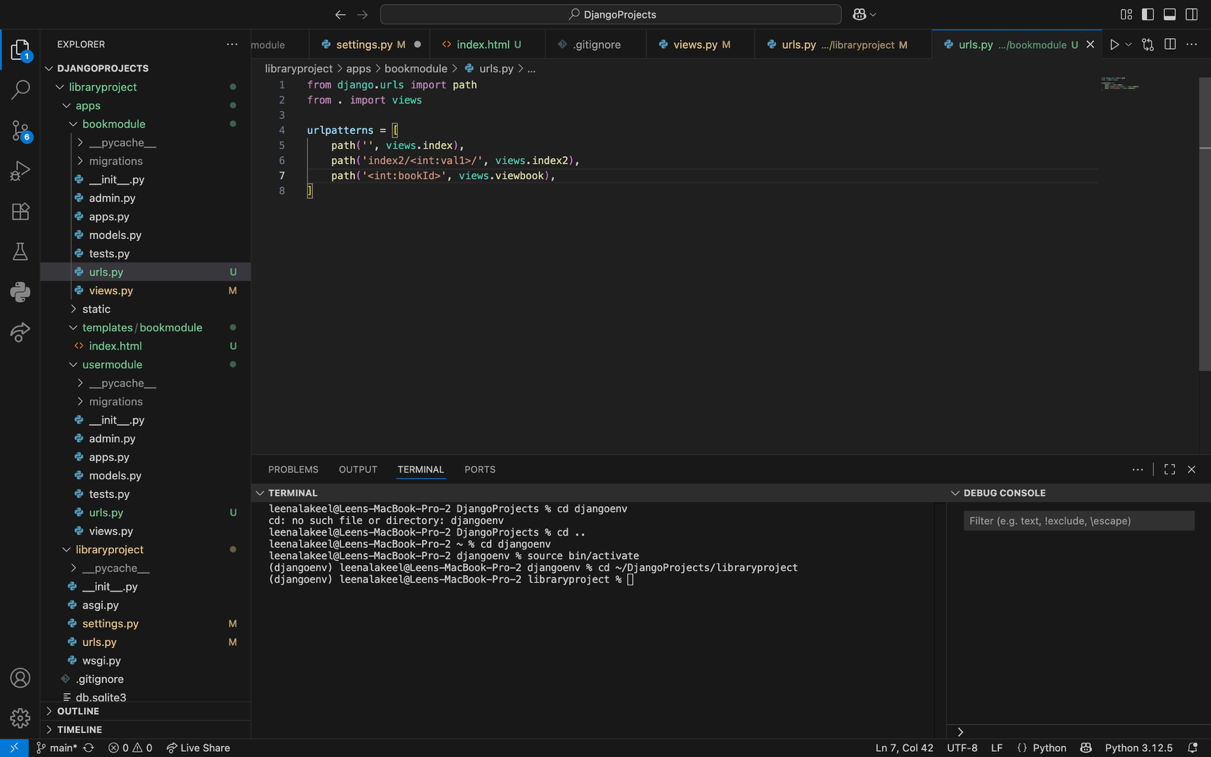 DjangoProjects
EXPLORER
module
settings.py M
index.html U
.gitignore
views.py M
urls.py .../libraryproject M
urls.py .../bookmodule U
1
DJANGOPROJECTS
libraryproject > apps > bookmodule > urls.py > ...
libraryproject
apps
bookmodule
__pycache__
migrations
__init__.py
admin.py
apps.py
models.py
tests.py
urls.py U
views.py M
static
templates/bookmodule
index.html U
usermodule
__pycache__
migrations
__init__.py
admin.py
apps.py
models.py
tests.py
urls.py U
views.py
libraryproject
__pycache__
__init__.py
asgi.py
settings.py M
urls.py M
wsgi.py
.gitignore
db.sqlite3
OUTLINE
TIMELINE
6
1 from django.urls import path
2 from . import views
3
4 urlpatterns = [
5 path('', views.index),
6 path('index2/<int:val1>/', views.index2),
7 path('<int:bookId>', views.viewbook),
8 ]
PROBLEMS OUTPUT TERMINAL PORTS
TERMINAL
leenalakeel@Leens-MacBook-Pro-2 DjangoProjects % cd djangoenv
cd: no such file or directory: djangoenv
leenalakeel@Leens-MacBook-Pro-2 DjangoProjects % cd ..
leenalakeel@Leens-MacBook-Pro-2 ~ % cd djangoenv
leenalakeel@Leens-MacBook-Pro-2 djangoenv % source bin/activate
(djangoenv) leenalakeel@Leens-MacBook-Pro-2 djangoenv % cd ~/DjangoProjects/libraryproject
(djangoenv) leenalakeel@Leens-MacBook-Pro-2 libraryproject %
DEBUG CONSOLE
Filter (e.g. text, !exclude, \escape)
main* 0 0 Live Share
Ln 7, Col 42 UTF-8 LF {} Python Python 3.12.5